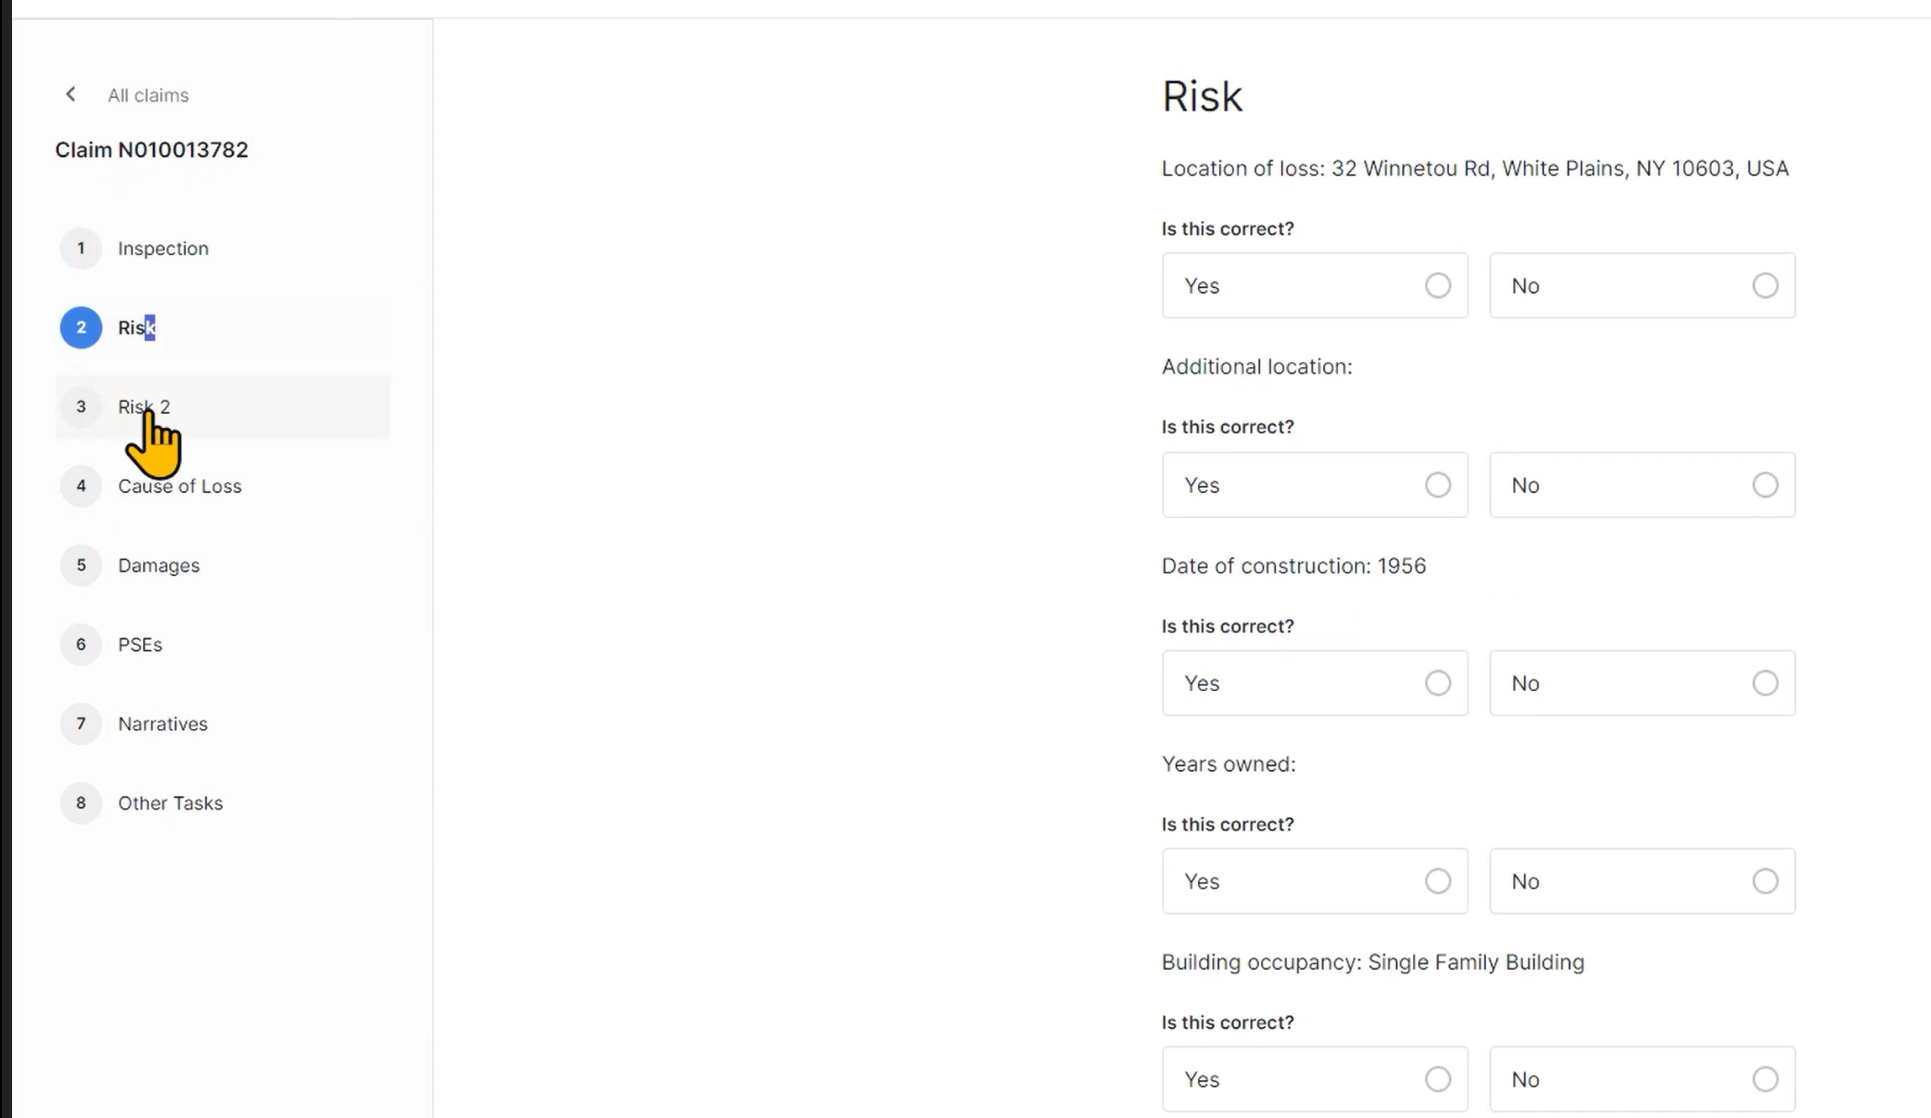 All claims
Claim N010013782
1 Inspection
2 Risk
3 Risk 2
4 Cause of Loss
5 Damages
6 PSEs
7 Narratives
8 Other Tasks
Risk
Location of loss: 32 Winnetou Rd, White Plains, NY 10603, USA
Is this correct?
Yes No
Additional location:
Is this correct?
Yes No
Date of construction: 1956
Is this correct?
Yes No
Years owned:
Is this correct?
Yes No
Building occupancy: Single Family Building
Is this correct?
Yes No